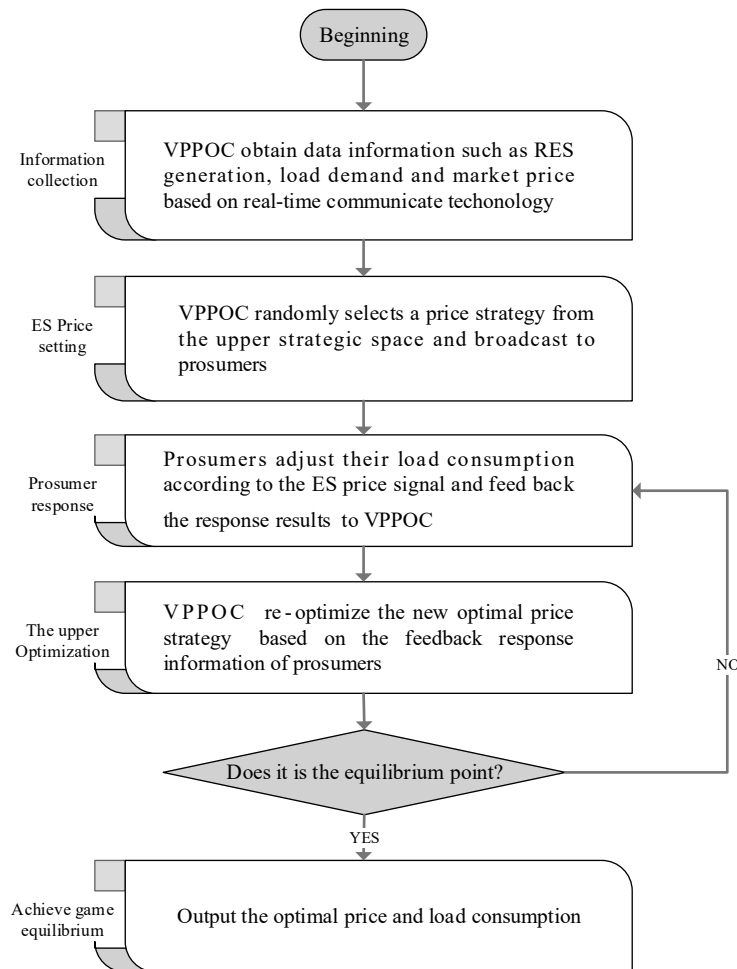 Beginning
Information
collection
VPPOC obtain data information such as RES
generation, load demand and market price
based on real-time communicate techonology
ES Price
setting
VPPOC randomly selects a price strategy from
the upper strategic space and broadcast to
prosumers
Prosumer
response
Prosumers adjust their load consumption
according to the ES price signal and feed back
the response results to VPPOC
The upper
Optimization
VPPOC re-optimize the new optimal price
strategy based on the feedback response
information of prosumers
NO
Does it is the equilibrium point?
YES
Achieve game
equilibrium
Output the optimal price and load consumption